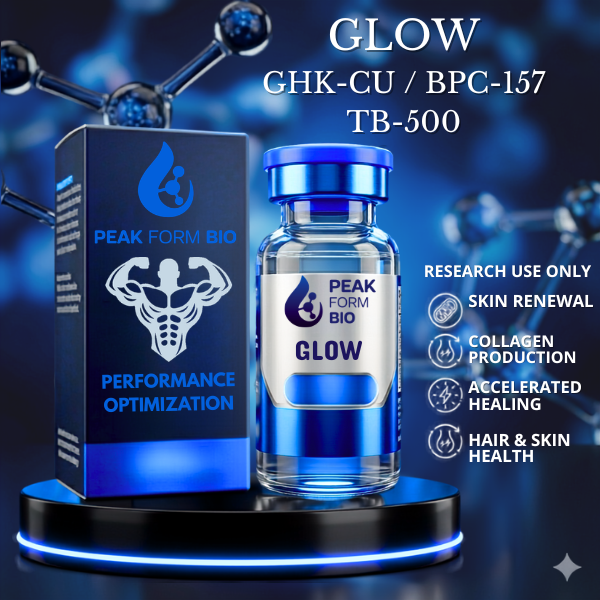 GLOW
GHK-CU / BPC-157
TB-500
PEAK FORM BIO
PERFORMANCE
OPTIMIZATION
PEAK
FORM
BIO
GLOW
RESEARCH USE ONLY
SKIN RENEWAL
COLLAGEN
PRODUCTION
ACCELERATED
HEALING
HAIR & SKIN
HEALTH